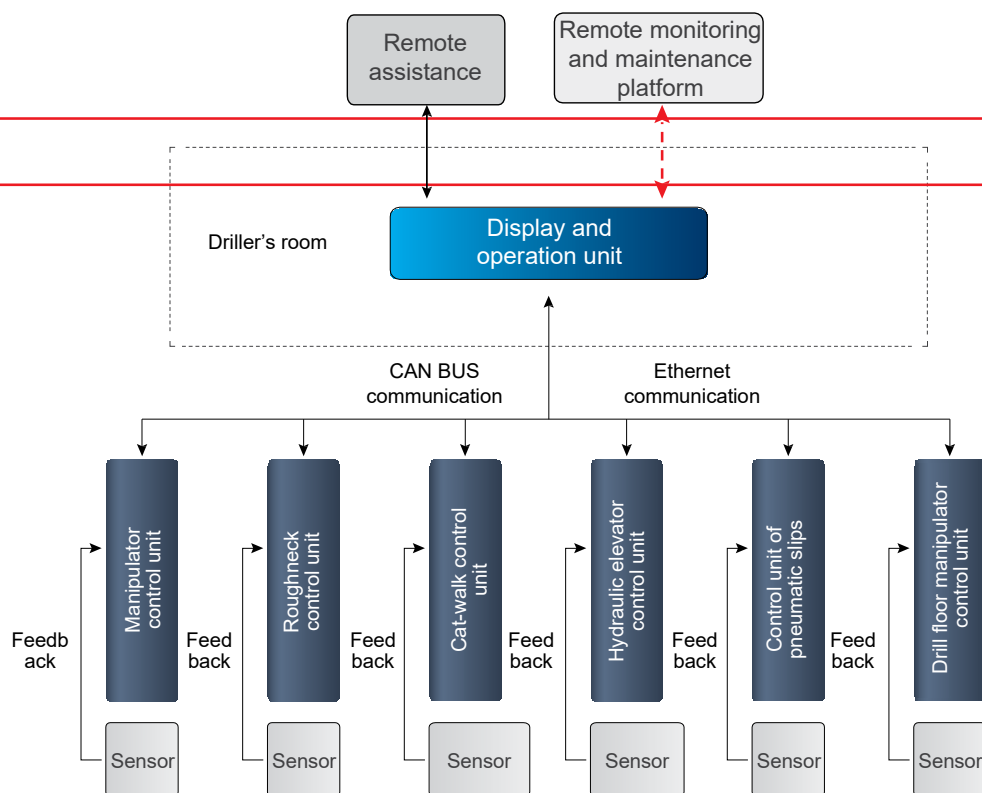 Remote
assistance
Remote monitoring
and maintenance
platform
Driller's room
Display and
operation unit
CAN BUS
communication
Ethernet
communication
Manipulator
control unit
Roughneck
control unit
Cat-walk control
unit
Hydraulic elevator
control unit
Control unit of
pneumatic slips
Drill floor manipulator
control unit
Feedb
ack
Feed
back
Feed
back
Feed
back
Feed
back
Feed
back
Sensor
Sensor
Sensor
Sensor
Sensor
Sensor